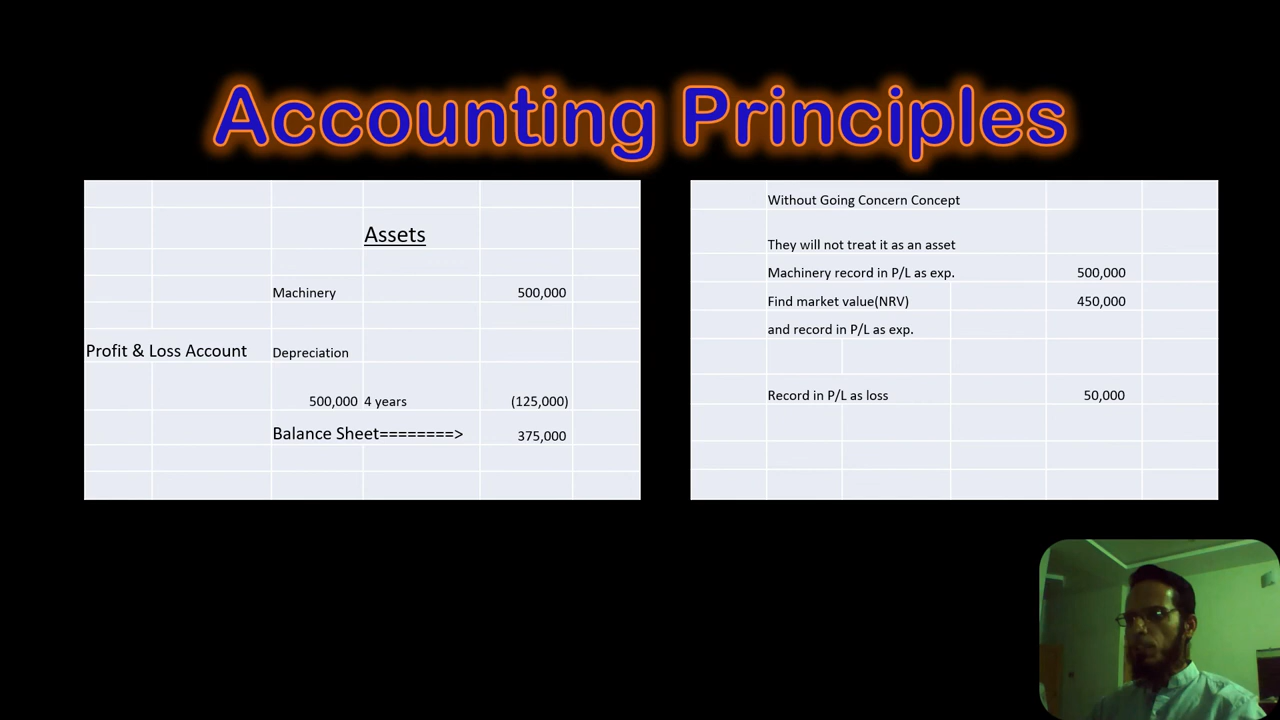 Accounting Principles
Assets
Machinery 500,000
Profit & Loss Account Depreciation
500,000 4 years (125,000)
Balance Sheet========> 375,000
Without Going Concern Concept
They will not treat it as an asset
Machinery record in P/L as exp. 500,000
Find market value(NRV) 450,000
and record in P/L as exp.
Record in P/L as loss 50,000